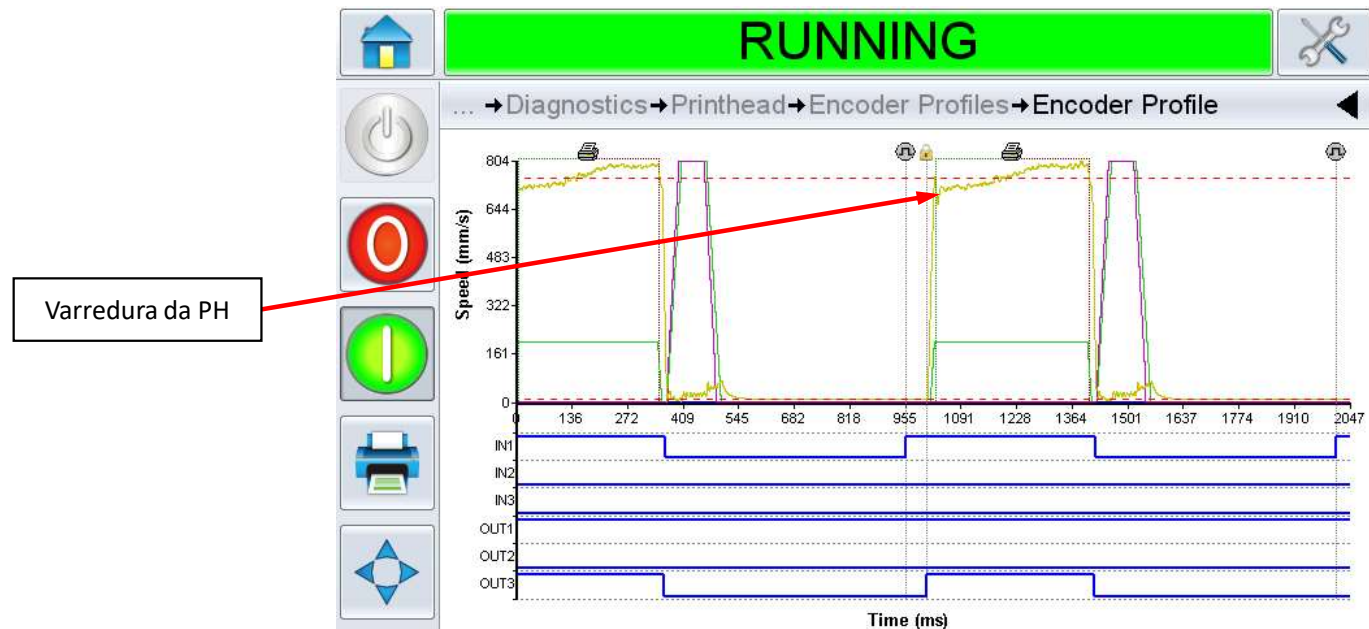 RUNNING
... →Diagnostics→Printhead→Encoder Profiles→Encoder Profile
Varredura da PH
Speed (mm/s)
804
644
483
322
161
0
0 136 272 409 545 682 818 955 1091 1228 1364 1501 1637 1774 1910 2047
IN1
IN2
IN3
OUT1
OUT2
OUT3
Time (ms)